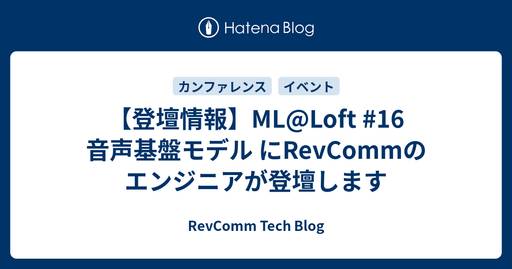 Hatena Blog
カンファレンス イベント
【登壇情報】ML@Loft #16
音声基盤モデル にRevCommの
エンジニアが登壇します
RevComm Tech Blog